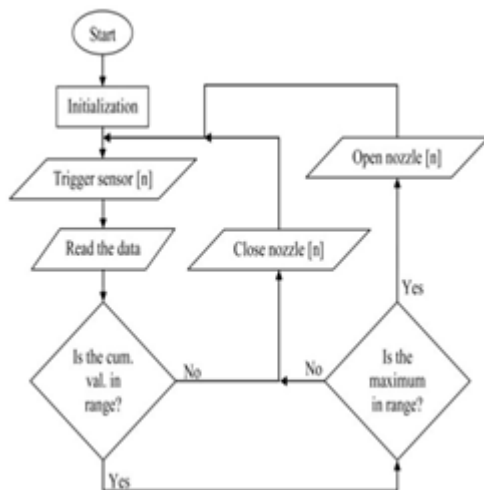 Start
Initialization
Trigger sensor [n]
Read the data
Is the cum.
val. in
range?
No
Yes
Close nozzle [n]
Open nozzle [n]
Yes
No
Is the
maximum
in range?